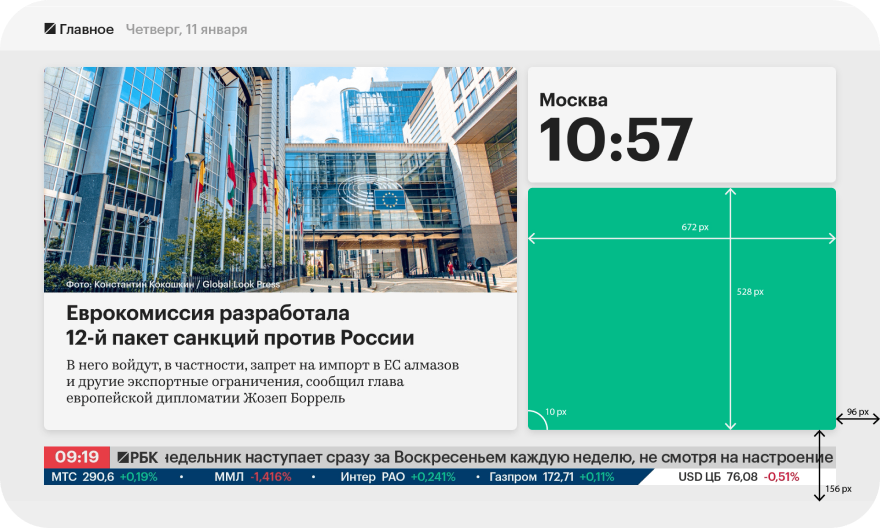 Главное Четверг, 11 января
Москва
10:57
672 px
528 px
Фото: Константин Кокошкин / Global Look Press
Еврокомиссия разработала
12-й пакет санкций против России
В него войдут, в частности, запрет на импорт в ЕС алмазов
и другие экспортные ограничения, сообщил глава
европейской дипломатии Жозеп Боррель
10 px
96 px
09:19 РБК недельник наступает сразу за Воскресеньем каждую неделю, не смотря на настроение
МТС 290,6 +0,19% • ММЛ -1,416% • Интер РАО +0,241% • Газпром 172,71 +0,11% USD ЦБ 76,08 -0,51%
156 px